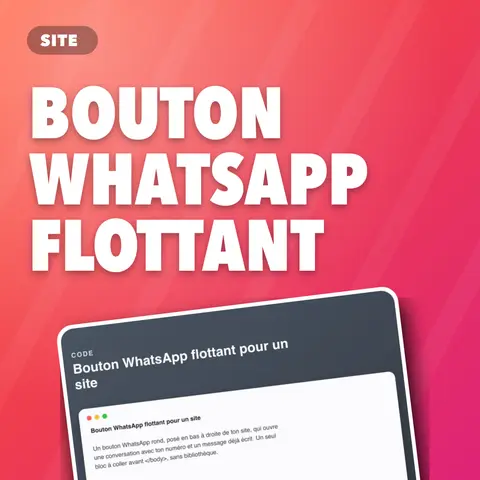 SITE
BOUTON
WHATSAPP
FLOTTANT
CODE
Bouton WhatsApp flottant pour un
site
Bouton WhatsApp flottant pour un site
Un bouton WhatsApp rond, posé en bas à droite de ton site, qui ouvre
une conversation avec ton numéro et un message déjà écrit. Un seul
bloc à coller avant </body>, sans bibliothèque.